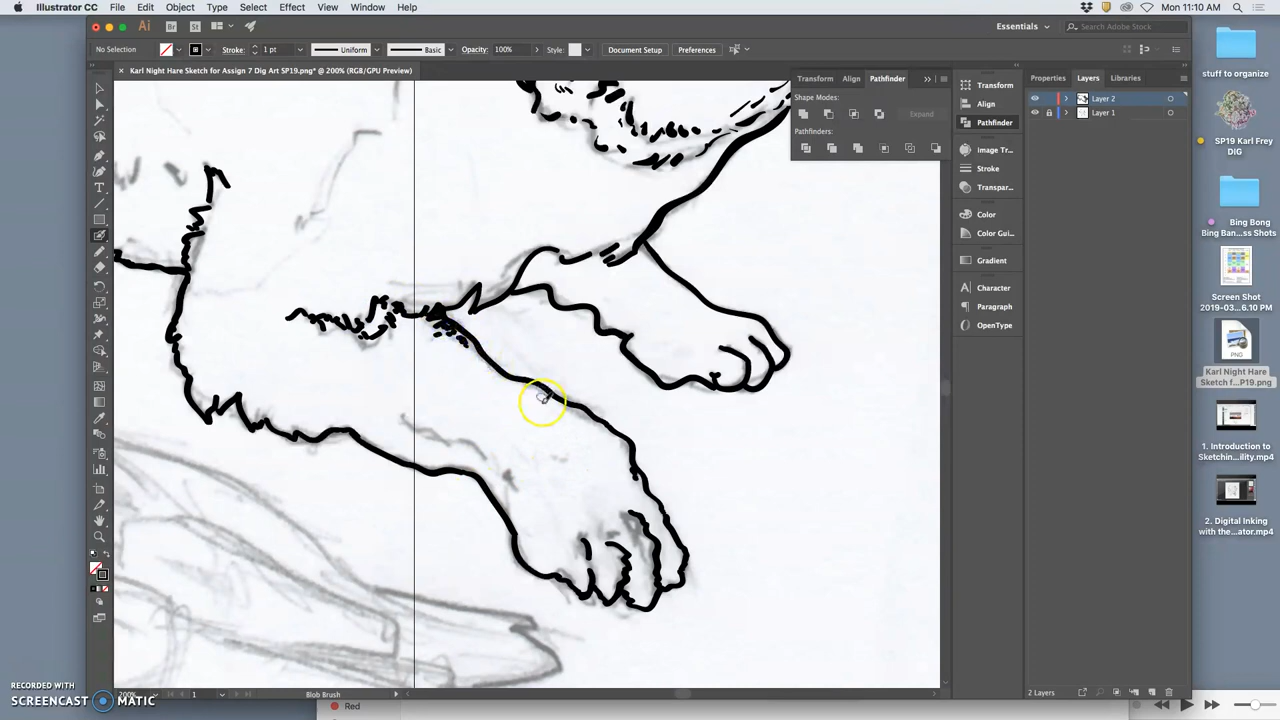 Illustrator CC File Edit Object Type Select Effect View Window Help
Mon 11:10 AM
Ai Br St Essentials Search Adobe Stock
No Selection Stroke: 1 pt Uniform Basic Opacity: 100% Style: Document Setup Preferences
Karl Night Hare Sketch for Assign 7 Dig Art SP19.png* @ 200% (RGB/GPU Preview)
Transform Align Pathfinder
Shape Modes:
Expand
Pathfinders:
Transform
Align
Pathfinder
Image Tr...
Stroke
Transpar...
Color
Color Gui...
Gradient
Character
Paragraph
OpenType
Properties Layers Libraries
Layer 2
Layer 1
2 Layers
stuff to organize
SP19 Karl Frey
DIG
Bing Bong
Bing Ban...ss Shots
Screen Shot
2019-03...6.10 PM
PNG
Karl Night Hare
Sketch f...P19.png
1. Introduction to
Sketchin...ility.mp4
2. Digital Inking
with the...ator.mp4
200% 1 Blob Brush
RECORDED WITH
SCREENCAST MATIC
Red